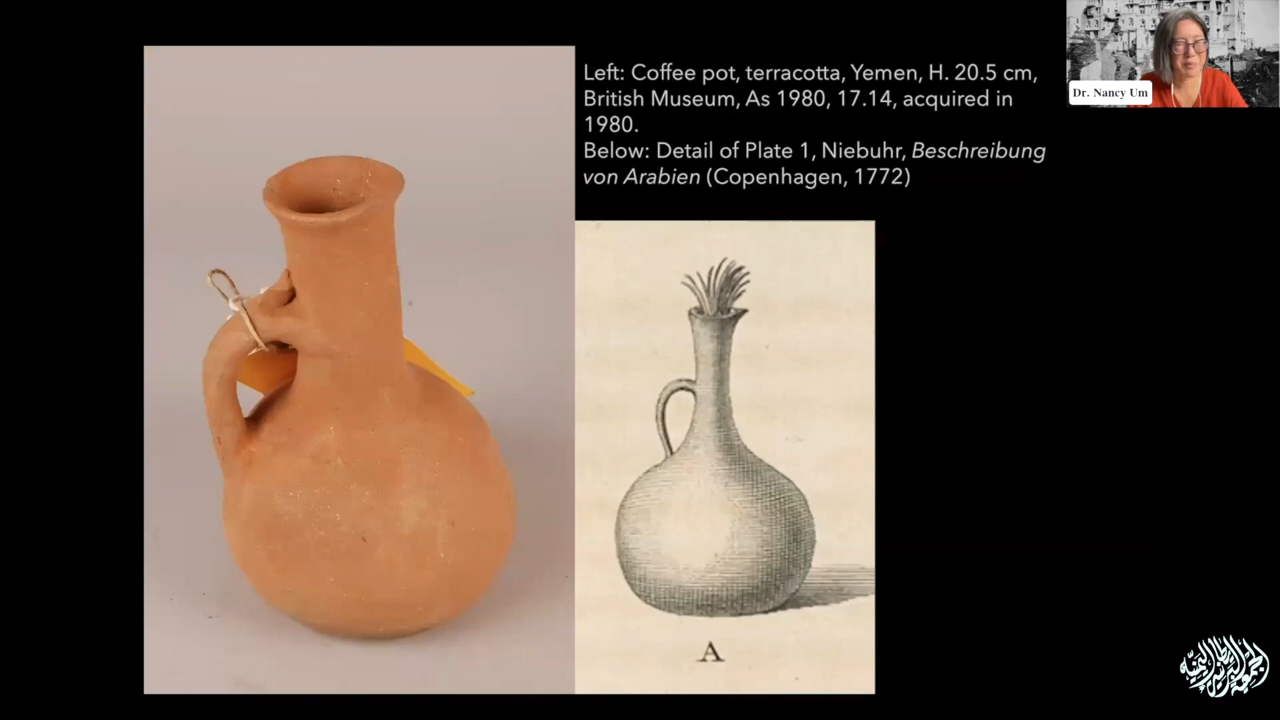 Left: Coffee pot, terracotta, Yemen, H. 20.5 cm,
British Museum, As 1980, 17.14, acquired in
1980.
Below: Detail of Plate 1, Niebuhr, Beschreibung
von Arabien (Copenhagen, 1772)
Dr. Nancy Um
A